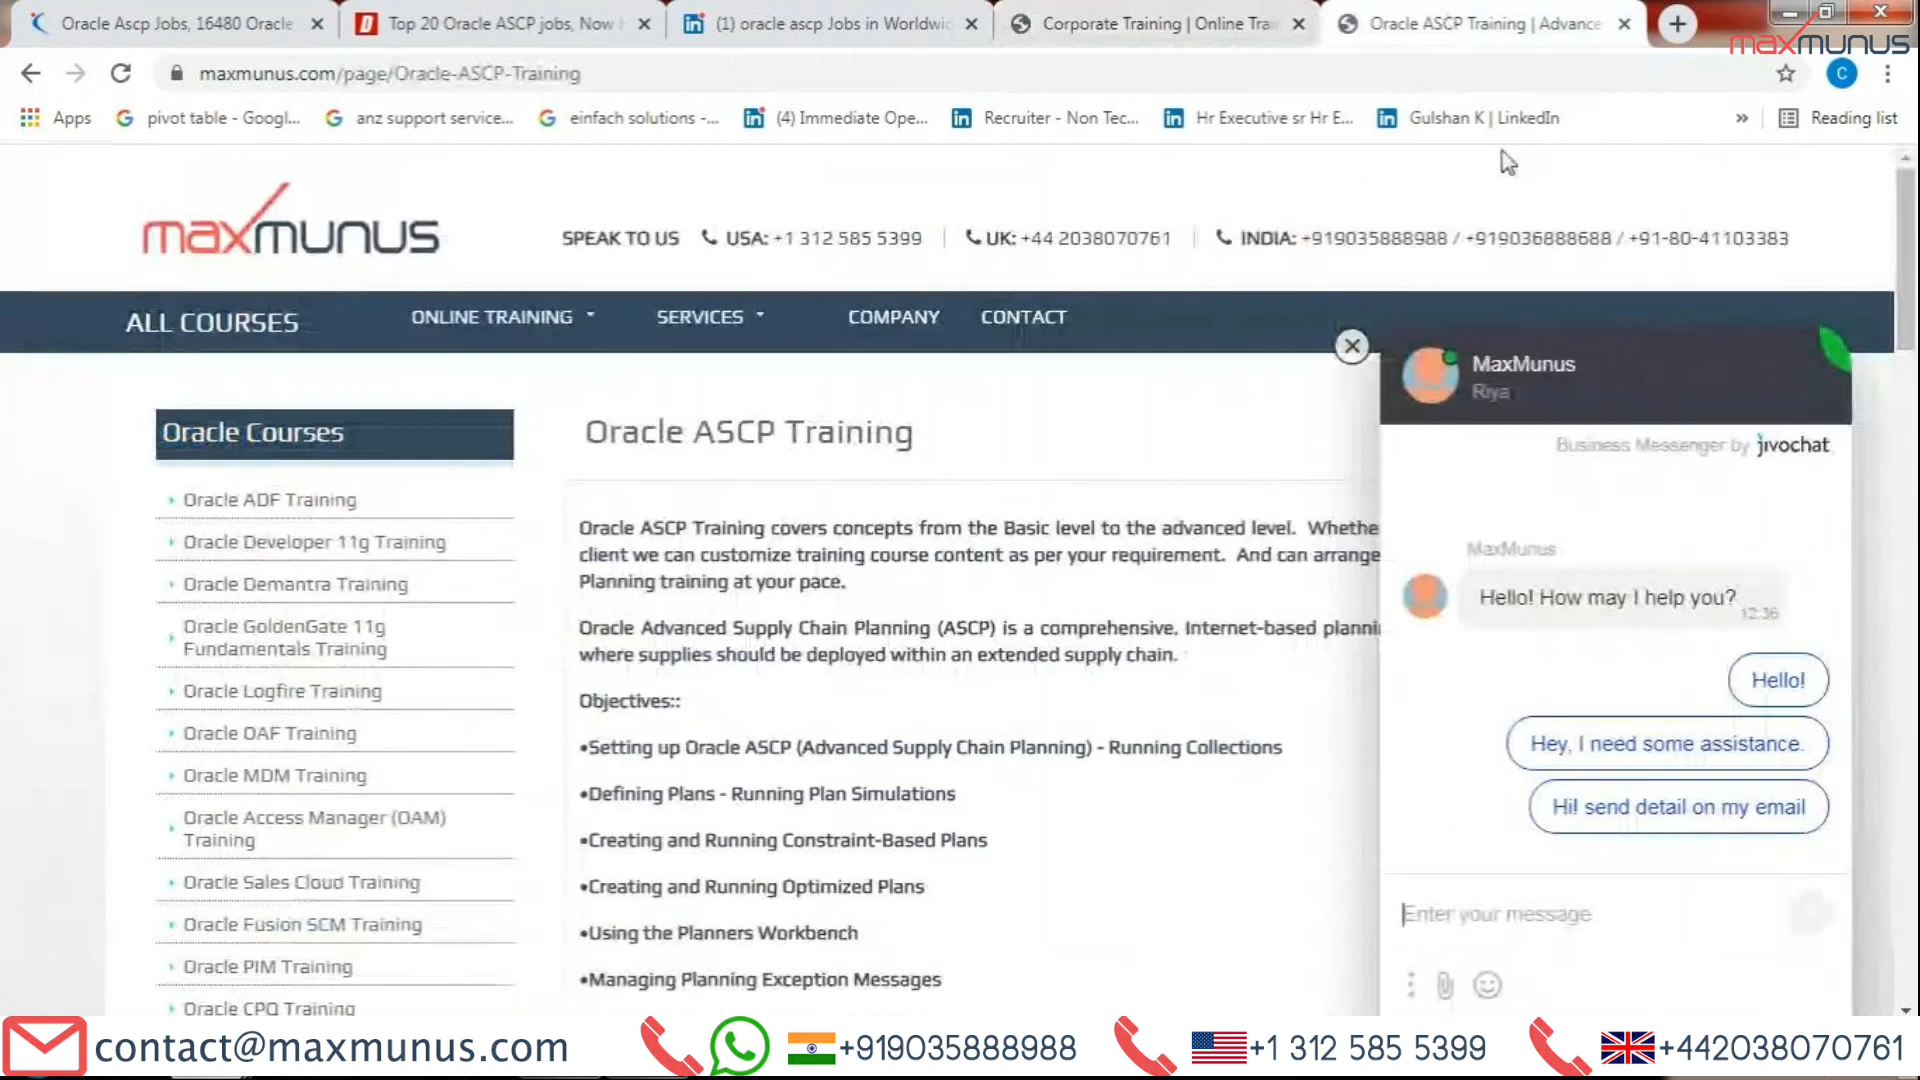 Oracle Ascp Jobs, 16480 Oracle
Top 20 Oracle ASCP jobs, Now
(1) oracle ascp Jobs in Worldwi
Corporate Training | Online Trai
Oracle ASCP Training | Advance
maxmunus
maxmunus.com/page/Oracle-ASCP-Training
C
Apps
pivot table - Googl...
anz support service...
einfach solutions -...
(4) Immediate Ope...
Recruiter - Non Tec...
Hr Executive sr Hr E...
Gulshan K | LinkedIn
»
Reading list
maxmunus
SPEAK TO US USA: +1 312 585 5399 | UK: +44 2038070761 | INDIA: +919035888988 / +919036888688 / +91-80-41103383
ALL COURSES
ONLINE TRAINING
SERVICES
COMPANY
CONTACT
Oracle Courses
Oracle ADF Training
Oracle Developer 11g Training
Oracle Demantra Training
Oracle GoldenGate 11g
Fundamentals Training
Oracle Logfire Training
Oracle OAF Training
Oracle MDM Training
Oracle Access Manager (OAM)
Training
Oracle Sales Cloud Training
Oracle Fusion SCM Training
Oracle PIM Training
Oracle CPQ Training
Oracle ASCP Training
Oracle ASCP Training covers concepts from the Basic level to the advanced level. Whethe
client we can customize training course content as per your requirement. And can arrange
Planning training at your pace.
Oracle Advanced Supply Chain Planning (ASCP) is a comprehensive, Internet-based planni
where supplies should be deployed within an extended supply chain.
Objectives::
•Setting up Oracle ASCP (Advanced Supply Chain Planning) - Running Collections
•Defining Plans - Running Plan Simulations
•Creating and Running Constraint-Based Plans
•Creating and Running Optimized Plans
•Using the Planners Workbench
•Managing Planning Exception Messages
MaxMunus
Riya
Business Messenger by jivochat
MaxMunus
Hello! How may I help you?
12:36
Hello!
Hey, I need some assistance.
Hi! send detail on my email
Enter your message
contact@maxmunus.com
+919035888988
+1 312 585 5399
+442038070761